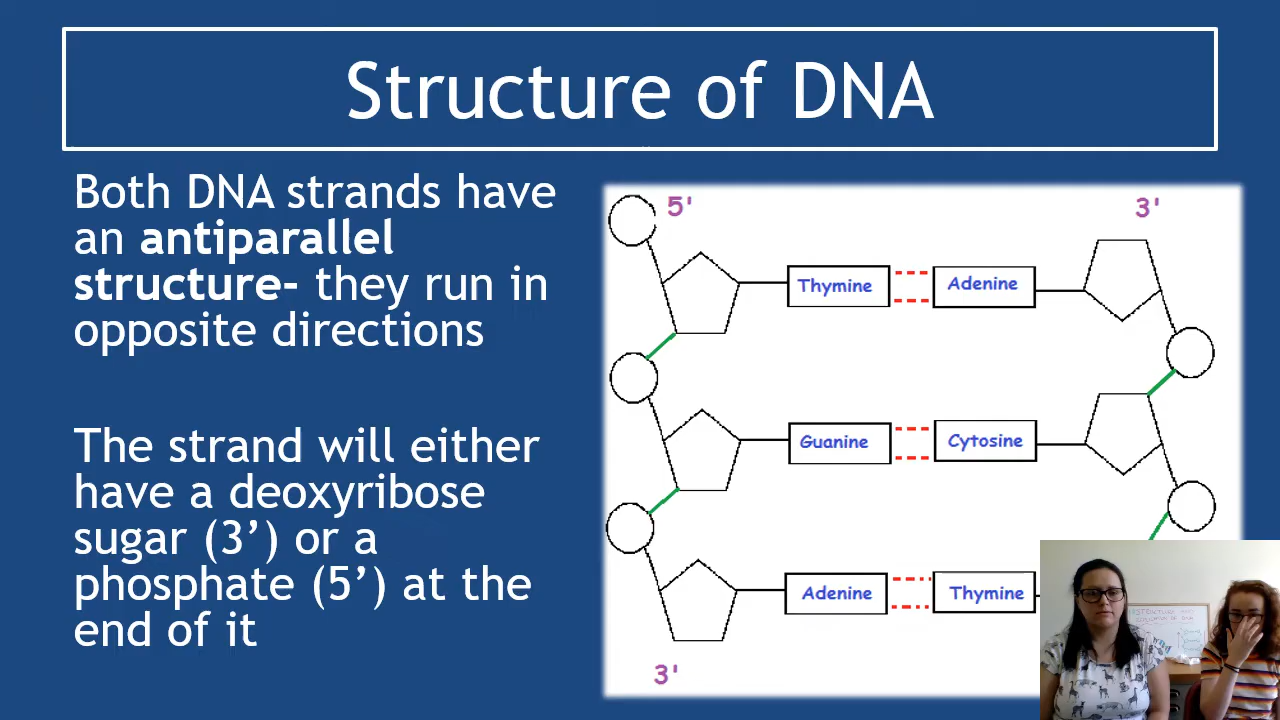 Structure of DNA
Both DNA strands have
an antiparallel
structure- they run in
opposite directions
The strand will either
have a deoxyribose
sugar (3’) or a
phosphate (5’) at the
end of it
5' 3'
Thymine Adenine
Guanine Cytosine
Adenine Thymine
3'